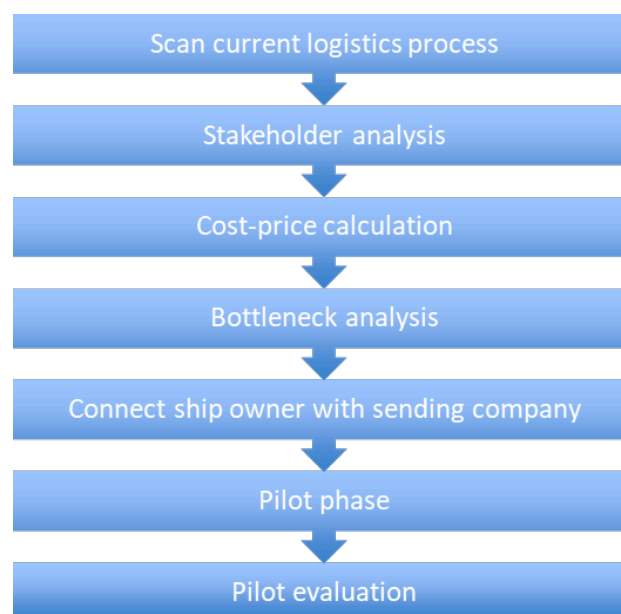 Scan current logistics process
Stakeholder analysis
Cost-price calculation
Bottleneck analysis
Connect ship owner with sending company
Pilot phase
Pilot evaluation